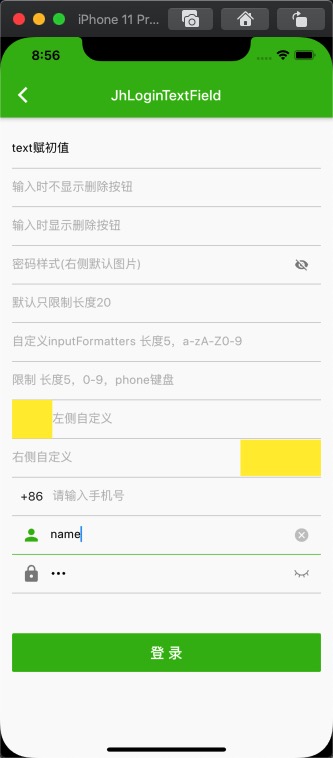 iPhone 11 Pr...
8:56
JhLoginTextField
text赋初值
输入时不显示删除按钮
输入时显示删除按钮
密码样式(右侧默认图片)
默认只限制长度20
自定义inputFormatters 长度5，a-zA-Z0-9
限制 长度5，0-9，phone键盘
左侧自定义
右侧自定义
+86 请输入手机号
name
•••
登 录